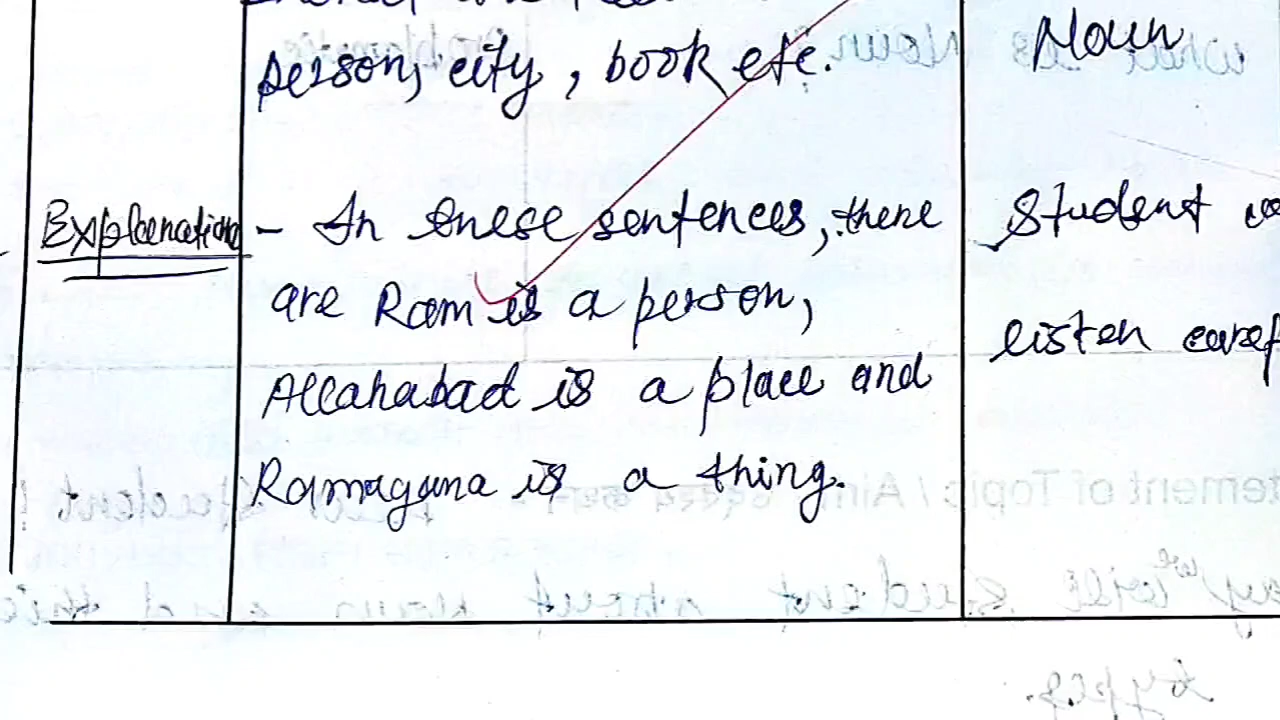 person, city, book etc.
Noun
Explaenation - In these sentences, there
are Ram is a person,
Allahabad is a place and
Ramayana is a thing.
Student
listen